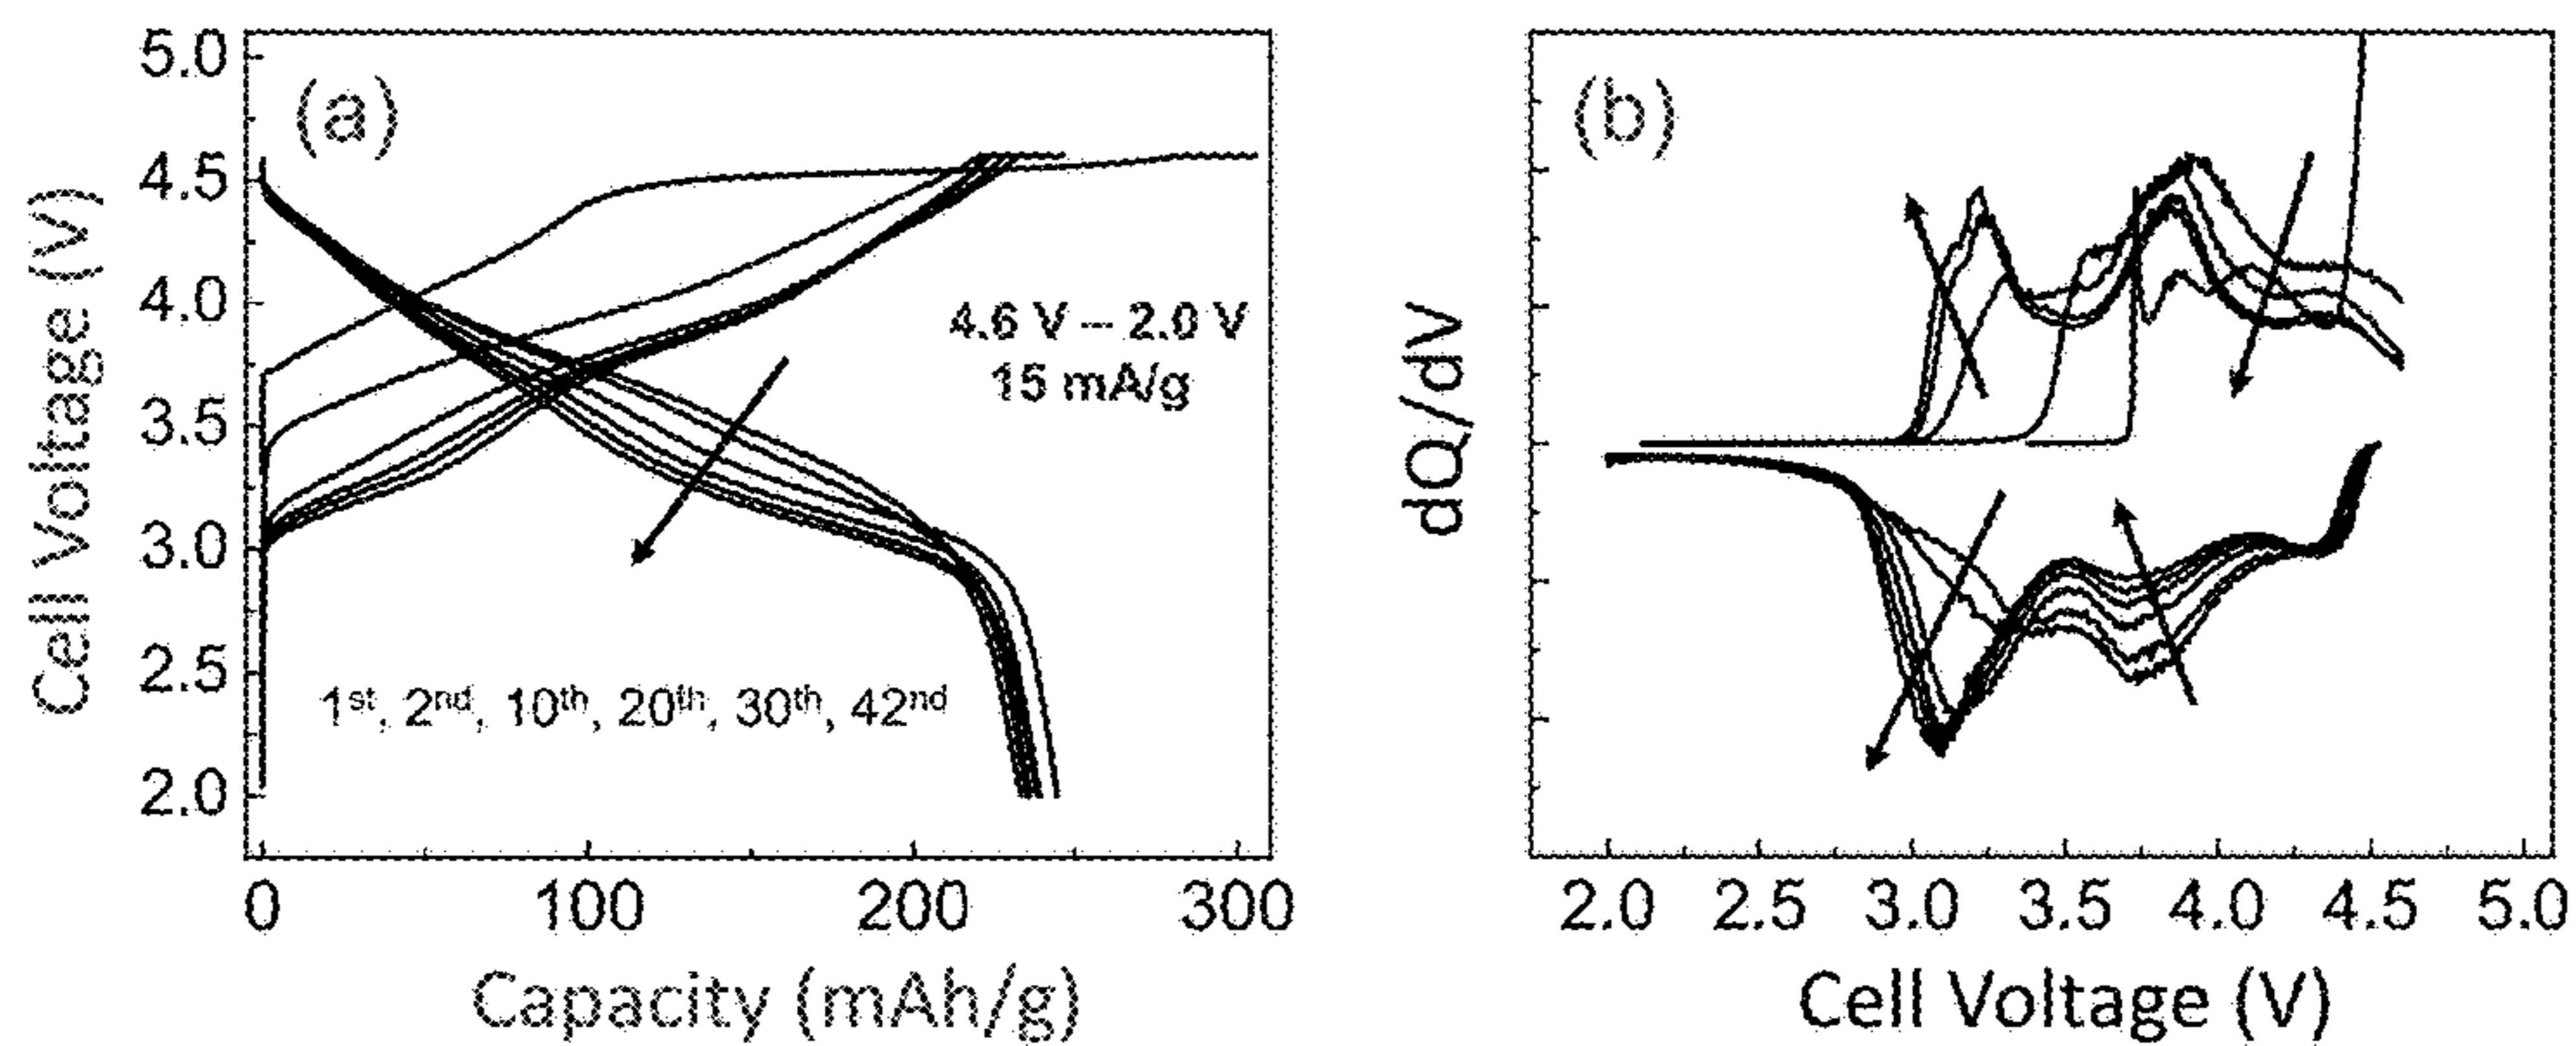 (a)
5.0
4.5
4.0
3.5
3.0
2.5
2.0
Cell Voltage (V)
4.6 V – 2.0 V
15 mA/g
1st, 2nd, 10th, 20th, 30th, 42nd
0 100 200 300
Capacity (mAh/g)
(b)
dQ/dV
2.0 2.5 3.0 3.5 4.0 4.5 5.0
Cell Voltage (V)